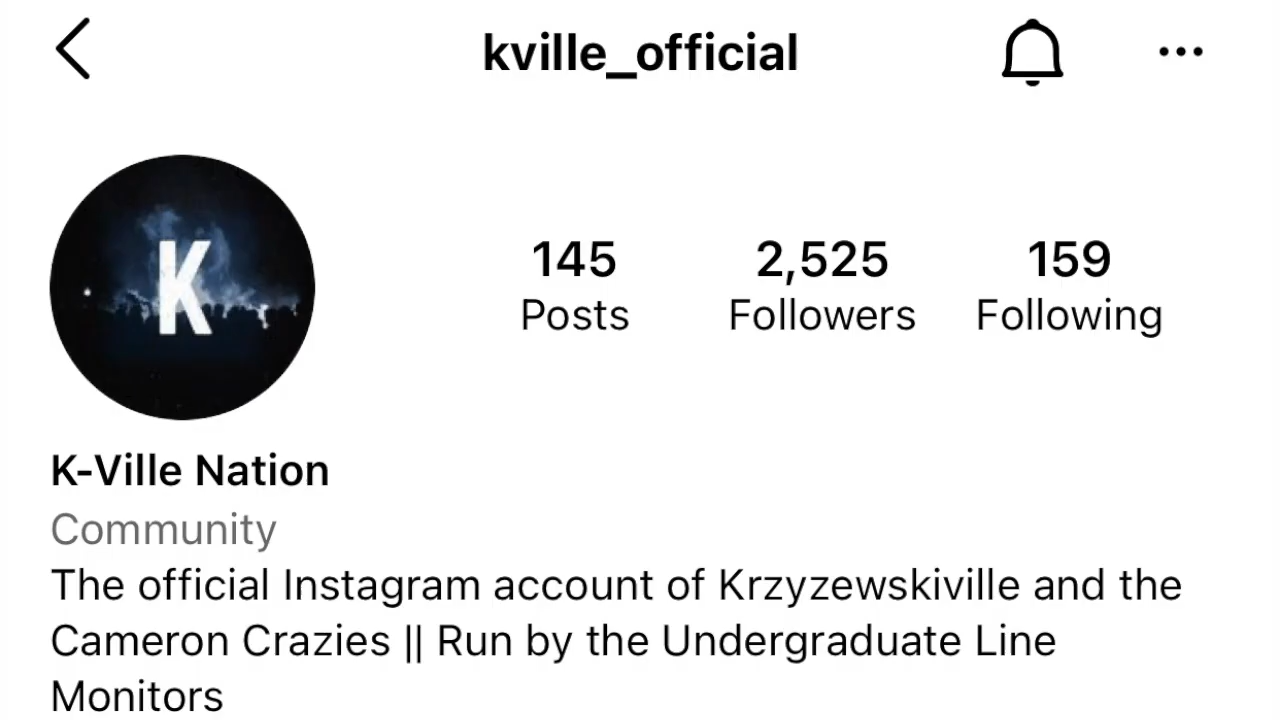 kville_official
K
145 2,525 159
Posts Followers Following
K-Ville Nation
Community
The official Instagram account of Krzyzewskiville and the
Cameron Crazies || Run by the Undergraduate Line
Monitors